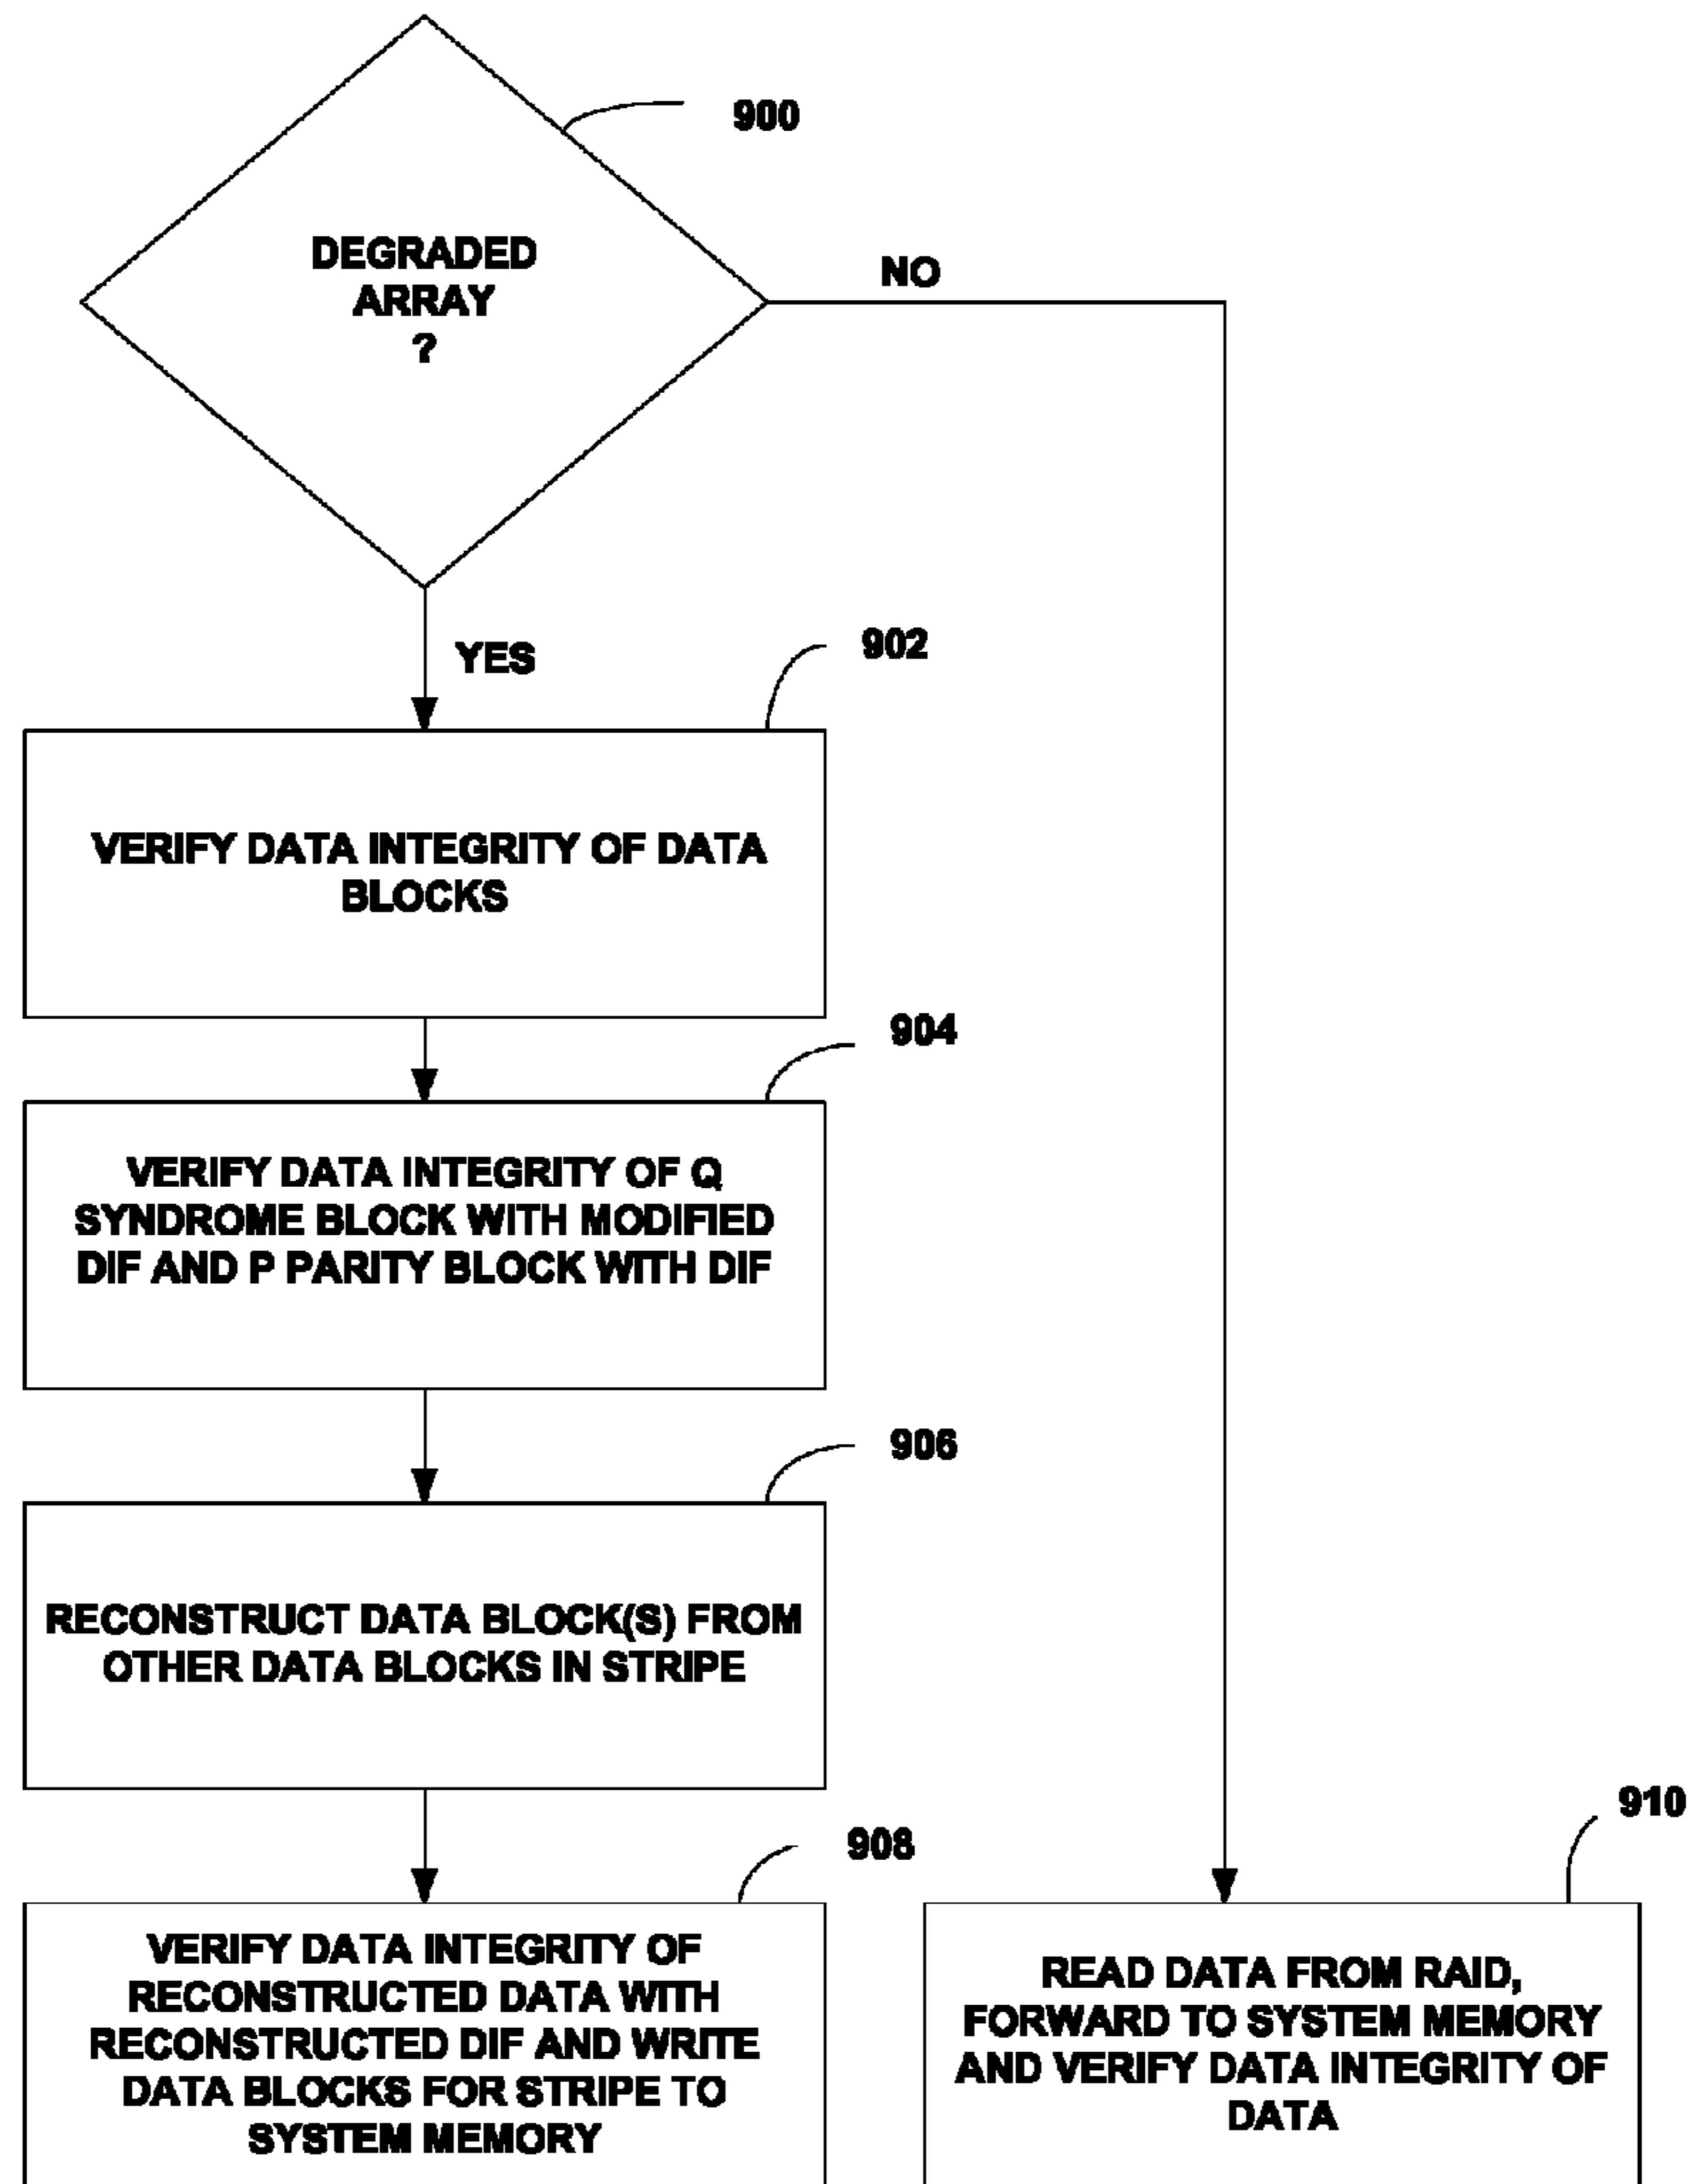 900
DEGRADED
ARRAY
?
NO
YES
902
VERIFY DATA INTEGRITY OF DATA
BLOCKS
904
VERIFY DATA INTEGRITY OF Q
SYNDROME BLOCK WITH MODIFIED
DIF AND P PARITY BLOCK WITH DIF
906
RECONSTRUCT DATA BLOCK(S) FROM
OTHER DATA BLOCKS IN STRIPE
908
VERIFY DATA INTEGRITY OF
RECONSTRUCTED DATA WITH
RECONSTRUCTED DIF AND WRITE
DATA BLOCKS FOR STRIPE TO
SYSTEM MEMORY
910
READ DATA FROM RAID,
FORWARD TO SYSTEM MEMORY
AND VERIFY DATA INTEGRITY OF
DATA